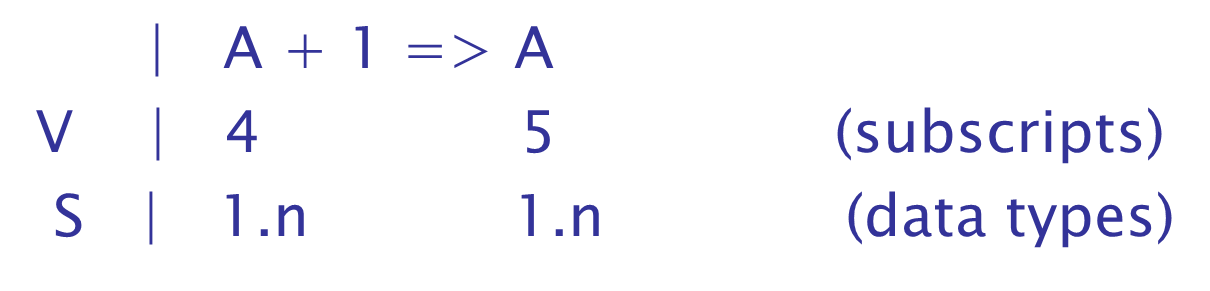 | A + 1 => A
V | 4 5 (subscripts)
S | 1.n 1.n (data types)